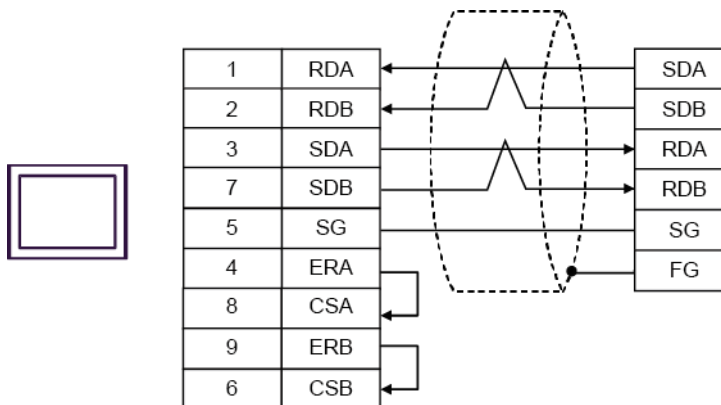 1 RDA SDA
2 RDB SDB
3 SDA RDA
7 SDB RDB
5 SG SG
4 ERA FG
8 CSA
9 ERB
6 CSB